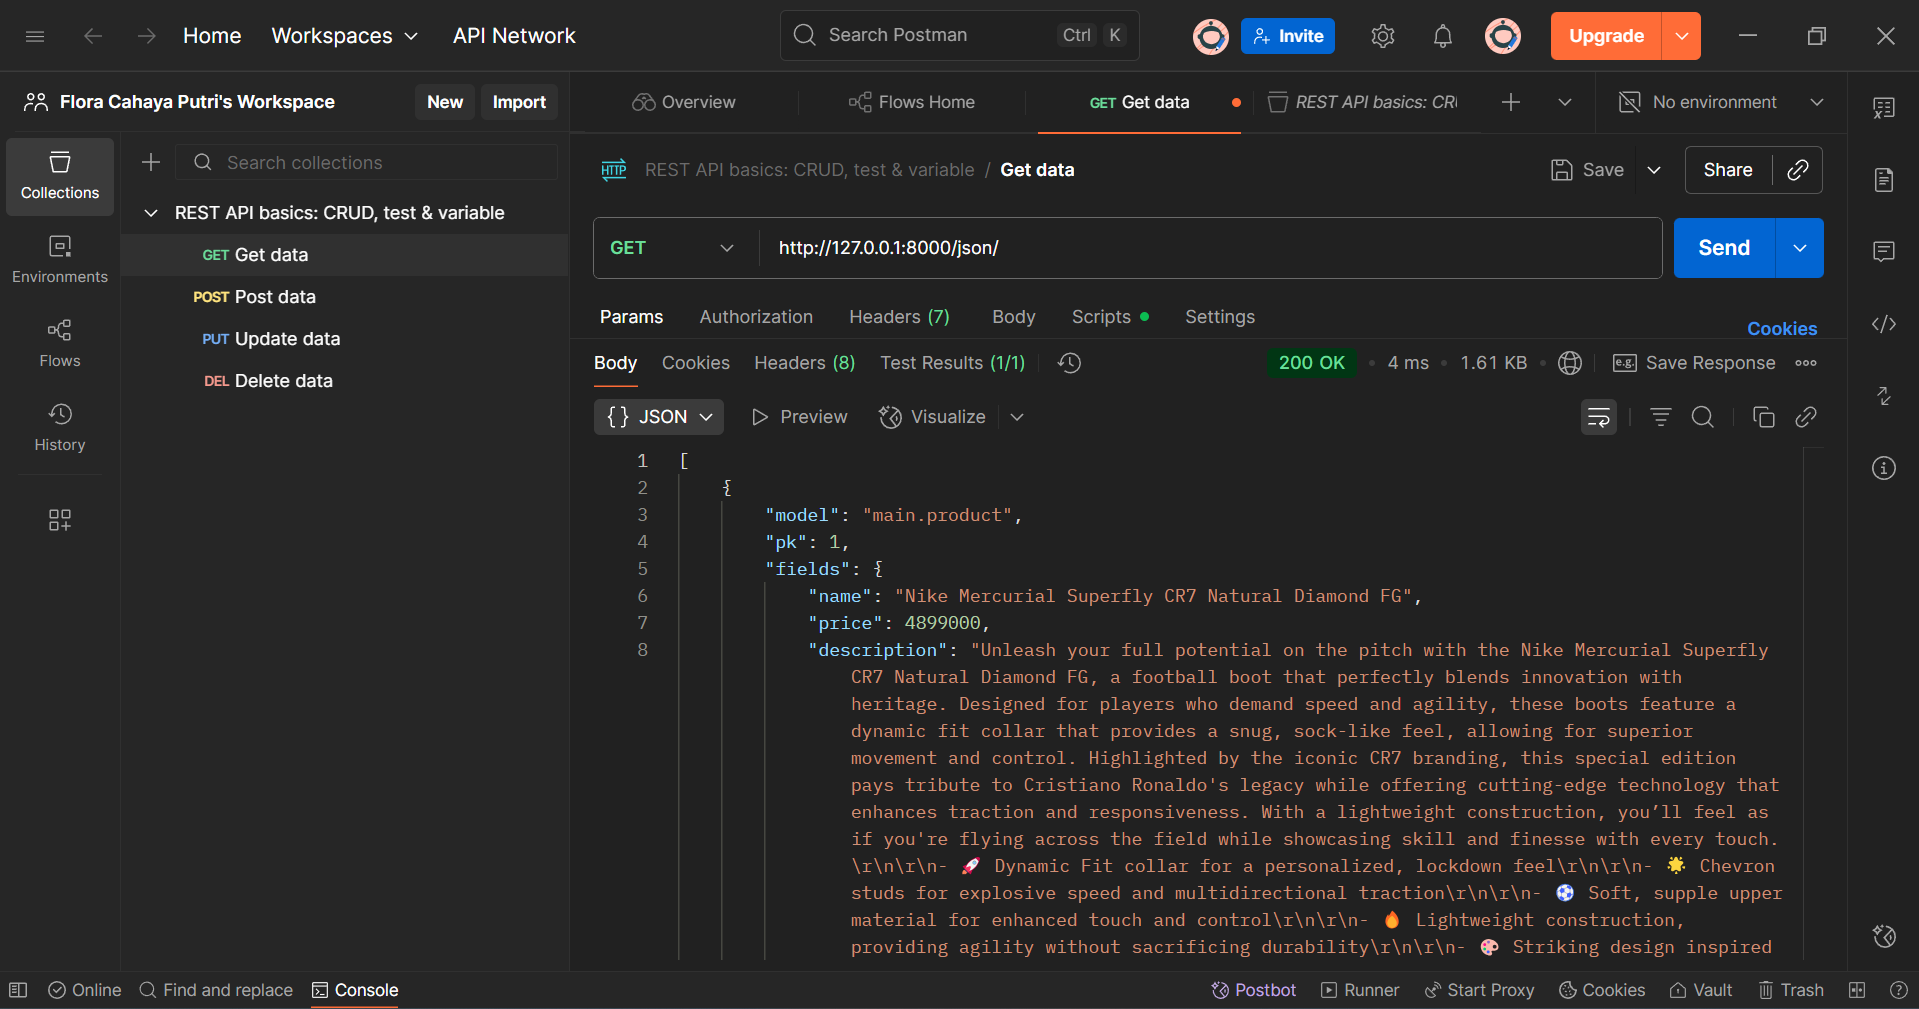 Home Workspaces API Network Search Postman Ctrl K Invite Upgrade
Flora Cahaya Putri's Workspace New Import Overview Flows Home GET Get data REST API basics: CRU No environment
Collections
Environments
Flows
History
Search collections
REST API basics: CRUD, test & variable
GET Get data
POST Post data
PUT Update data
DEL Delete data
HTTP REST API basics: CRUD, test & variable / Get data Save Share
GET http://127.0.0.1:8000/json/ Send
Params Authorization Headers (7) Body Scripts Settings Cookies
Body Cookies Headers (8) Test Results (1/1) 200 OK • 4 ms • 1.61 KB • e.g. Save Response
{} JSON Preview Visualize
1 [
2 {
3 "model": "main.product",
4 "pk": 1,
5 "fields": {
6 "name": "Nike Mercurial Superfly CR7 Natural Diamond FG",
7 "price": 4899000,
8 "description": "Unleash your full potential on the pitch with the Nike Mercurial Superfly
CR7 Natural Diamond FG, a football boot that perfectly blends innovation with
heritage. Designed for players who demand speed and agility, these boots feature a
dynamic fit collar that provides a snug, sock-like feel, allowing for superior
movement and control. Highlighted by the iconic CR7 branding, this special edition
pays tribute to Cristiano Ronaldo's legacy while offering cutting-edge technology that
enhances traction and responsiveness. With a lightweight construction, you’ll feel as
if you're flying across the field while showcasing skill and finesse with every touch.
\r\n\r\n- 🚀 Dynamic Fit collar for a personalized, lockdown feel\r\n\r\n- 🌟 Chevron
studs for explosive speed and multidirectional traction\r\n\r\n- ⚽ Soft, supple upper
material for enhanced touch and control\r\n\r\n- 🔥 Lightweight construction,
providing agility without sacrificing durability\r\n\r\n- 🎨 Striking design inspired
Online Find and replace Console Postbot Runner Start Proxy Cookies Vault Trash